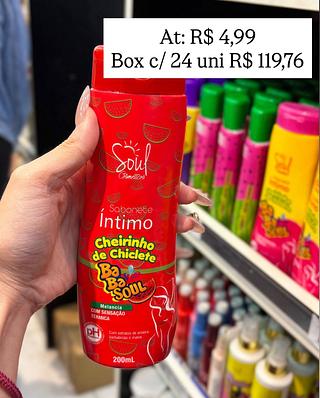 At: R$ 4,99
Box c/ 24 uni R$ 119,76
Soul
Cosméticos
Sabonete
Íntimo
Cheirinho
de Chiclete
BA
BA
SOUL
Melancia
COM SENSAÇÃO
TÉRMICA
pH
200mL
Soul